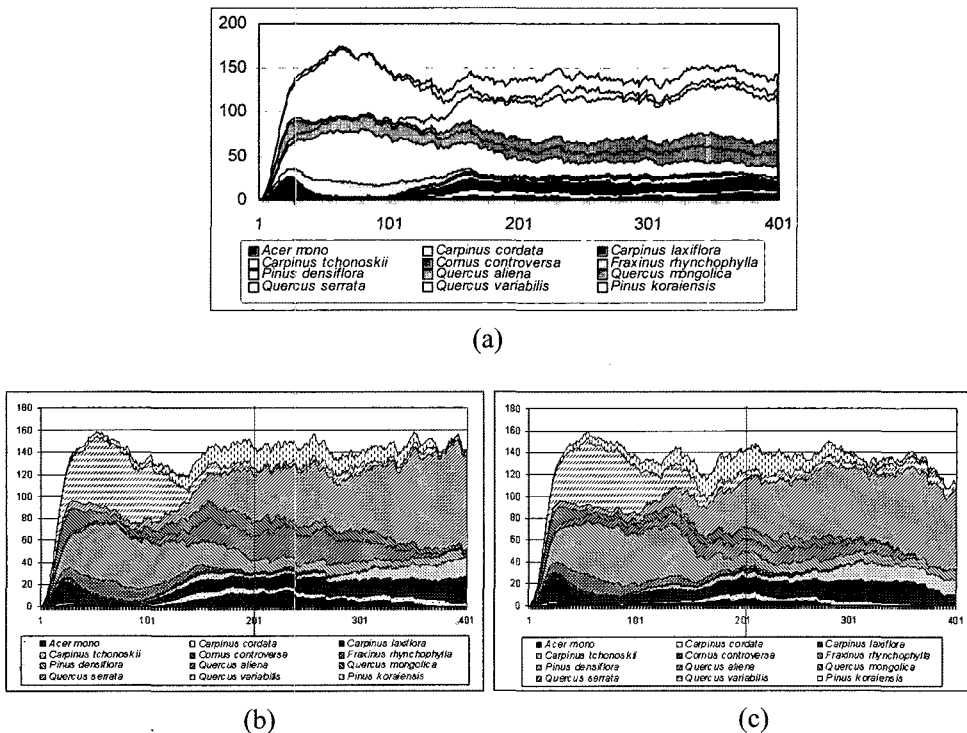 200
150
100
50
0
1 101 201 301 401
Acer mono Carpinus cordata Carpinus laxiflora
Carpinus tchonoskii Cornus controversa Fraxinus rhynchophylla
Pinus densiflora Quercus aliena Quercus mongolica
Quercus serrata Quercus variabilis Pinus koraiensis
(a)
180
160
140
120
100
80
60
40
20
0
1 101 201 301 401
Acer mono Carpinus cordata Carpinus laxiflora
Carpinus tchonoskii Cornus controversa Fraxinus rhynchophylla
Pinus densiflora Quercus aliena Quercus mongolica
Quercus serrata Quercus variabilis Pinus koraiensis
(b)
180
160
140
120
100
80
60
40
20
0
1 101 201 301 401
Acer mono Carpinus cordata Carpinus laxiflora
Carpinus tchonoskii Cornus controversa Fraxinus rhynchophylla
Pinus densiflora Quercus aliena Quercus mongolica
Quercus serrata Quercus variabilis Pinus koraiensis
(c)